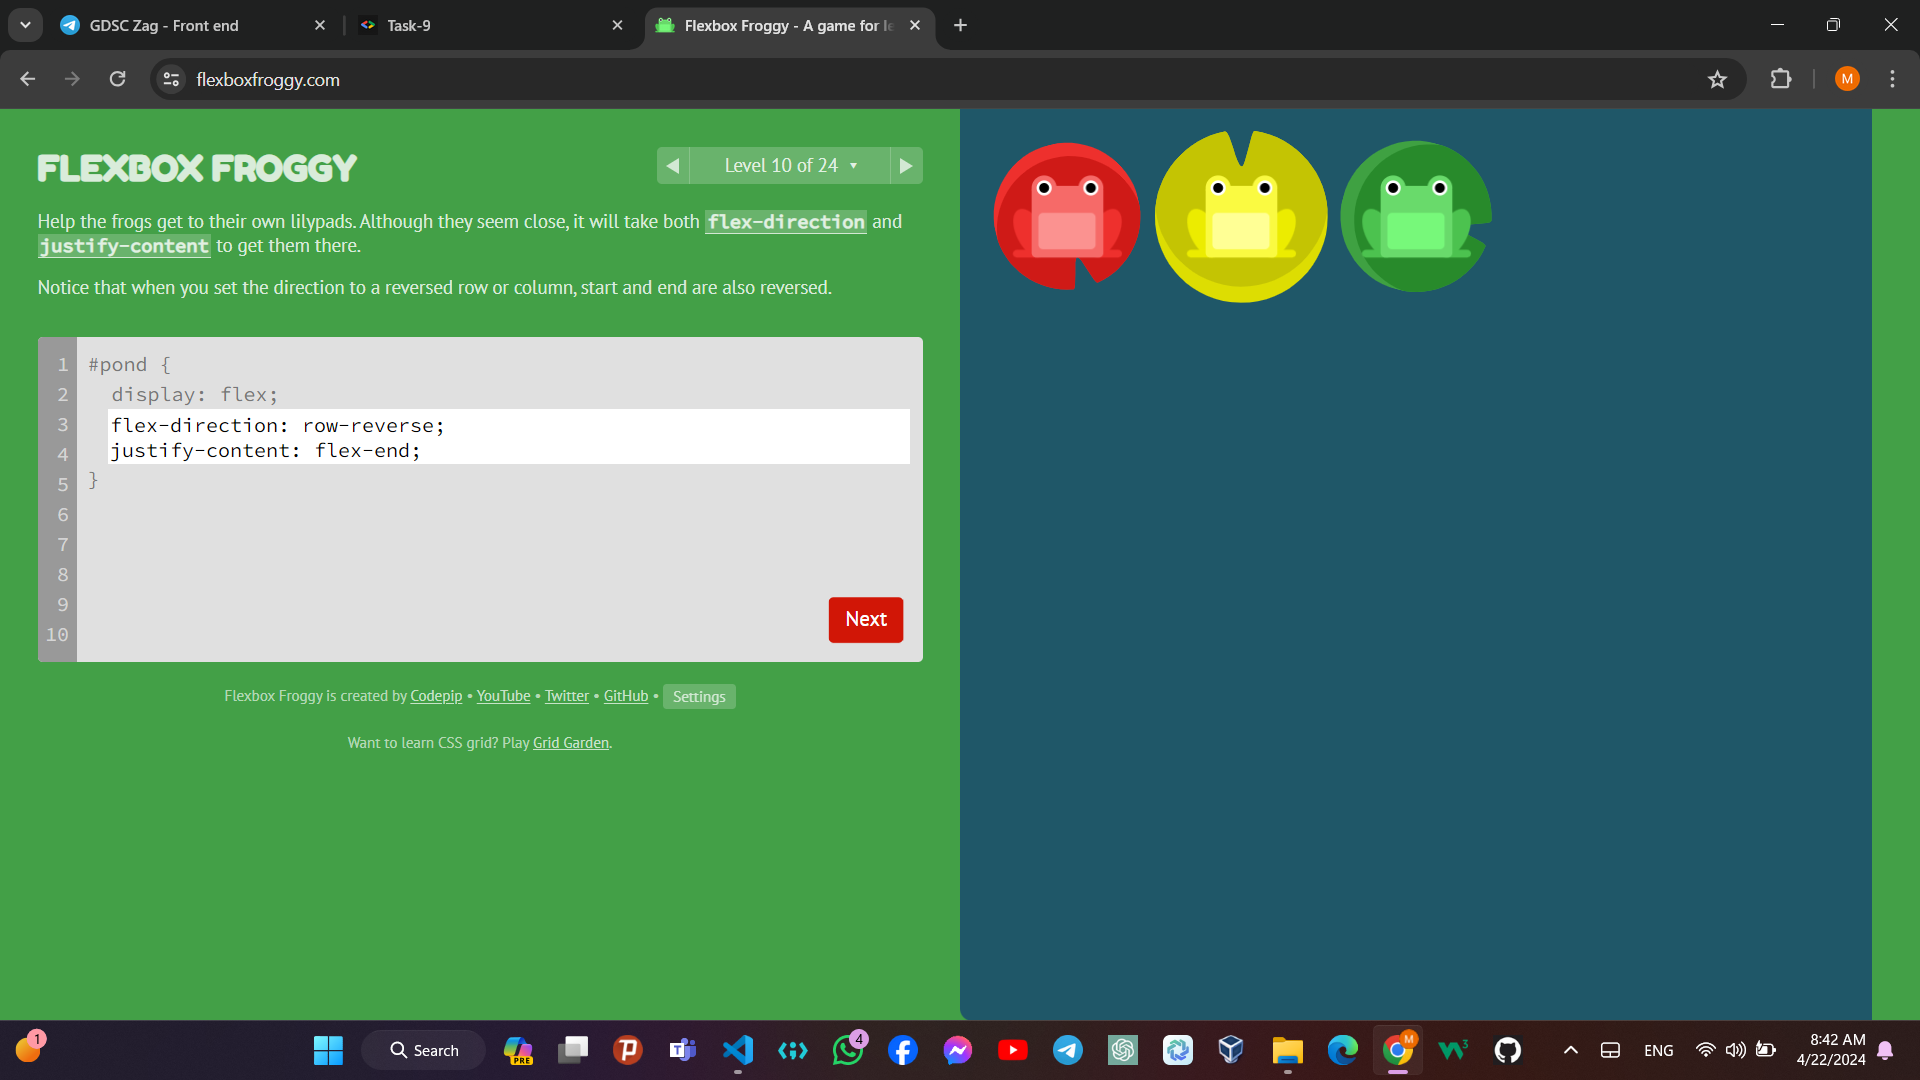 GDSC Zag - Front end
Task-9
Flexbox Froggy - A game for le
flexboxfroggy.com
M
FLEXBOX FROGGY
Level 10 of 24
Help the frogs get to their own lilypads. Although they seem close, it will take both flex-direction and
justify-content to get them there.
Notice that when you set the direction to a reversed row or column, start and end are also reversed.
1 #pond {
2 display: flex;
3 flex-direction: row-reverse;
4 justify-content: flex-end;
5 }
6
7
8
9
10
Next
Flexbox Froggy is created by Codepip • YouTube • Twitter • GitHub • Settings
Want to learn CSS grid? Play Grid Garden.
1
Search
PRE
4
M
3
ENG
8:42 AM
4/22/2024